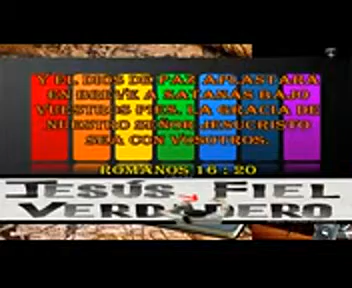 Y EL DIOS DE PAZ APLASTARÁ
EN BREVE A SATANÁS BAJO
VUESTROS PIES. LA GRACIA DE
NUESTRO SEÑOR JESUCRISTO
SEA CON VOSOTROS.
ROMANOS 16 : 20
JESÚS FIEL
VERDADERO